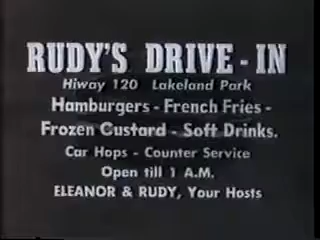 RUDY'S DRIVE - IN
Hiway 120 Lakeland Park
Hamburgers - French Fries -
Frozen Custard - Soft Drinks.
Car Hops - Counter Service
Open till 1 A.M.
ELEANOR & RUDY, Your Hosts